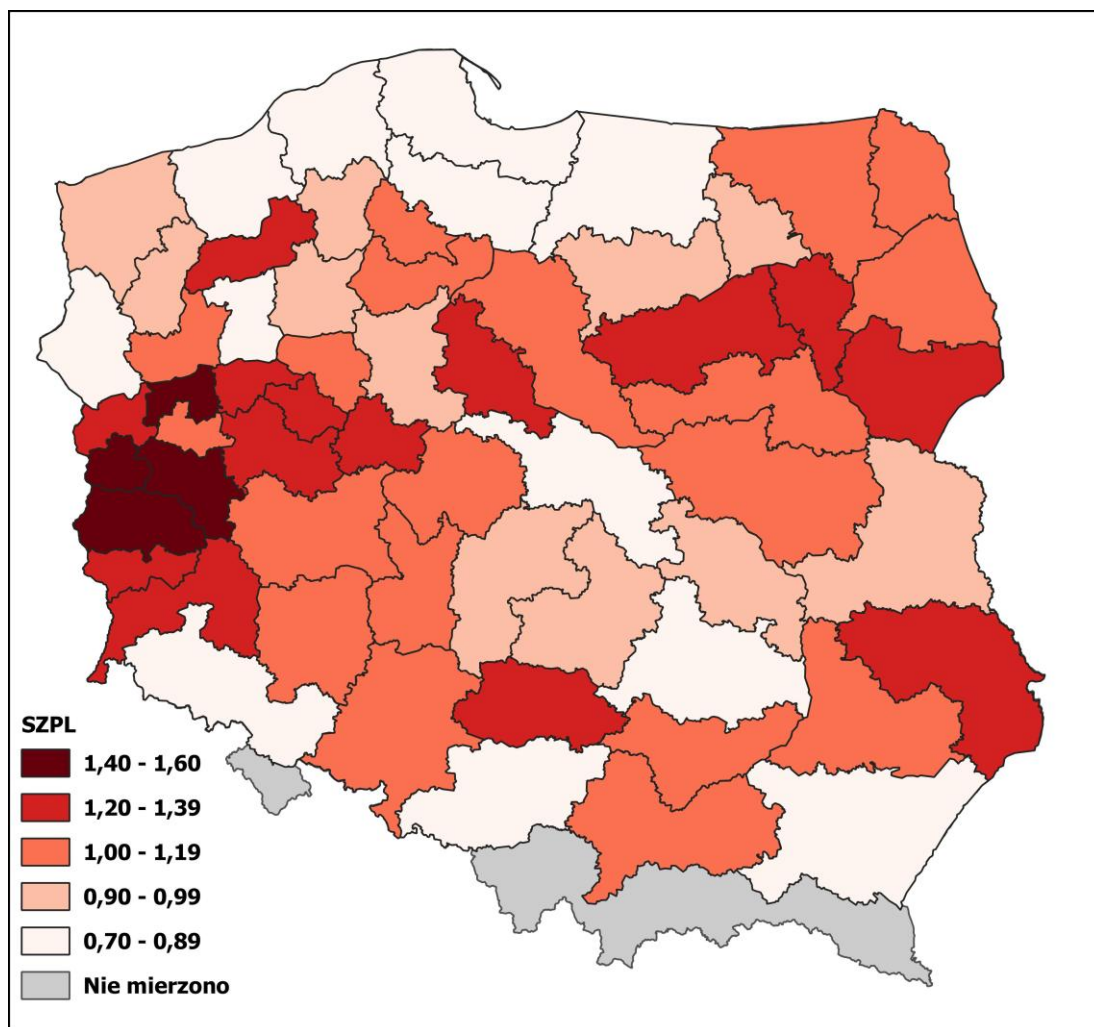 SZPL
1,40 - 1,60
1,20 - 1,39
1,00 - 1,19
0,90 - 0,99
0,70 - 0,89
Nie mierzono